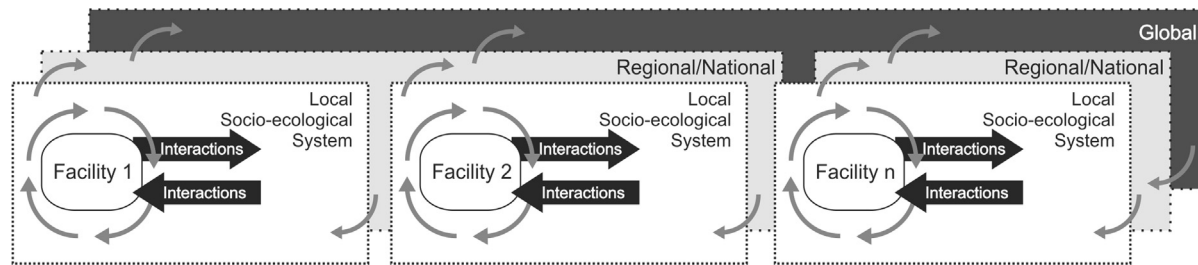 Global
Regional/National
Regional/National
Local
Socio-ecological
System
Facility 1
Interactions
Interactions
Local
Socio-ecological
System
Facility 2
Interactions
Interactions
Local
Socio-ecological
System
Facility n
Interactions
Interactions